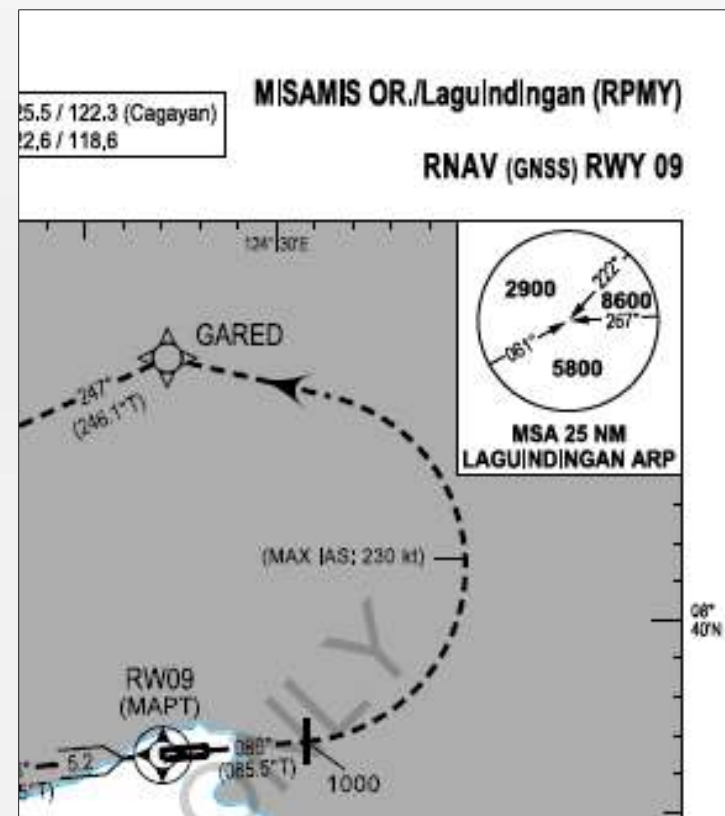 25.5 / 122.3 (Cagayan)
22.6 / 118.6
MISAMIS OR./Laguindingan (RPMY)
RNAV (GNSS) RWY 09
124° 30'E
2900
222°
8600
267°
061°
5800
MSA 25 NM
LAGUINDINGAN ARP
GARED
247°
(246.1°T)
(MAX IAS: 230 kt)
08°
40'N
RW09
(MAPT)
5.2
(085.5°T)
1000
5°T)